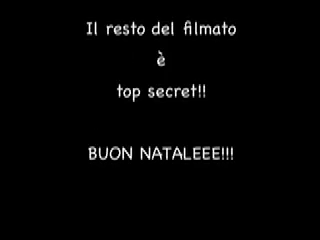 Il resto del filmato
è
top secret!!
BUON NATALEEE!!!